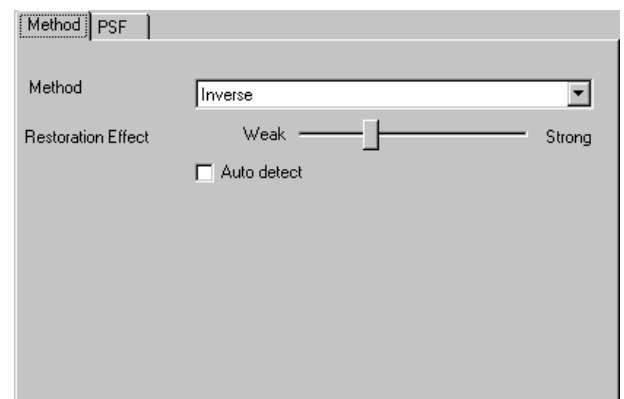 Method PSF
Method Inverse
Restoration Effect Weak Strong
Auto detect